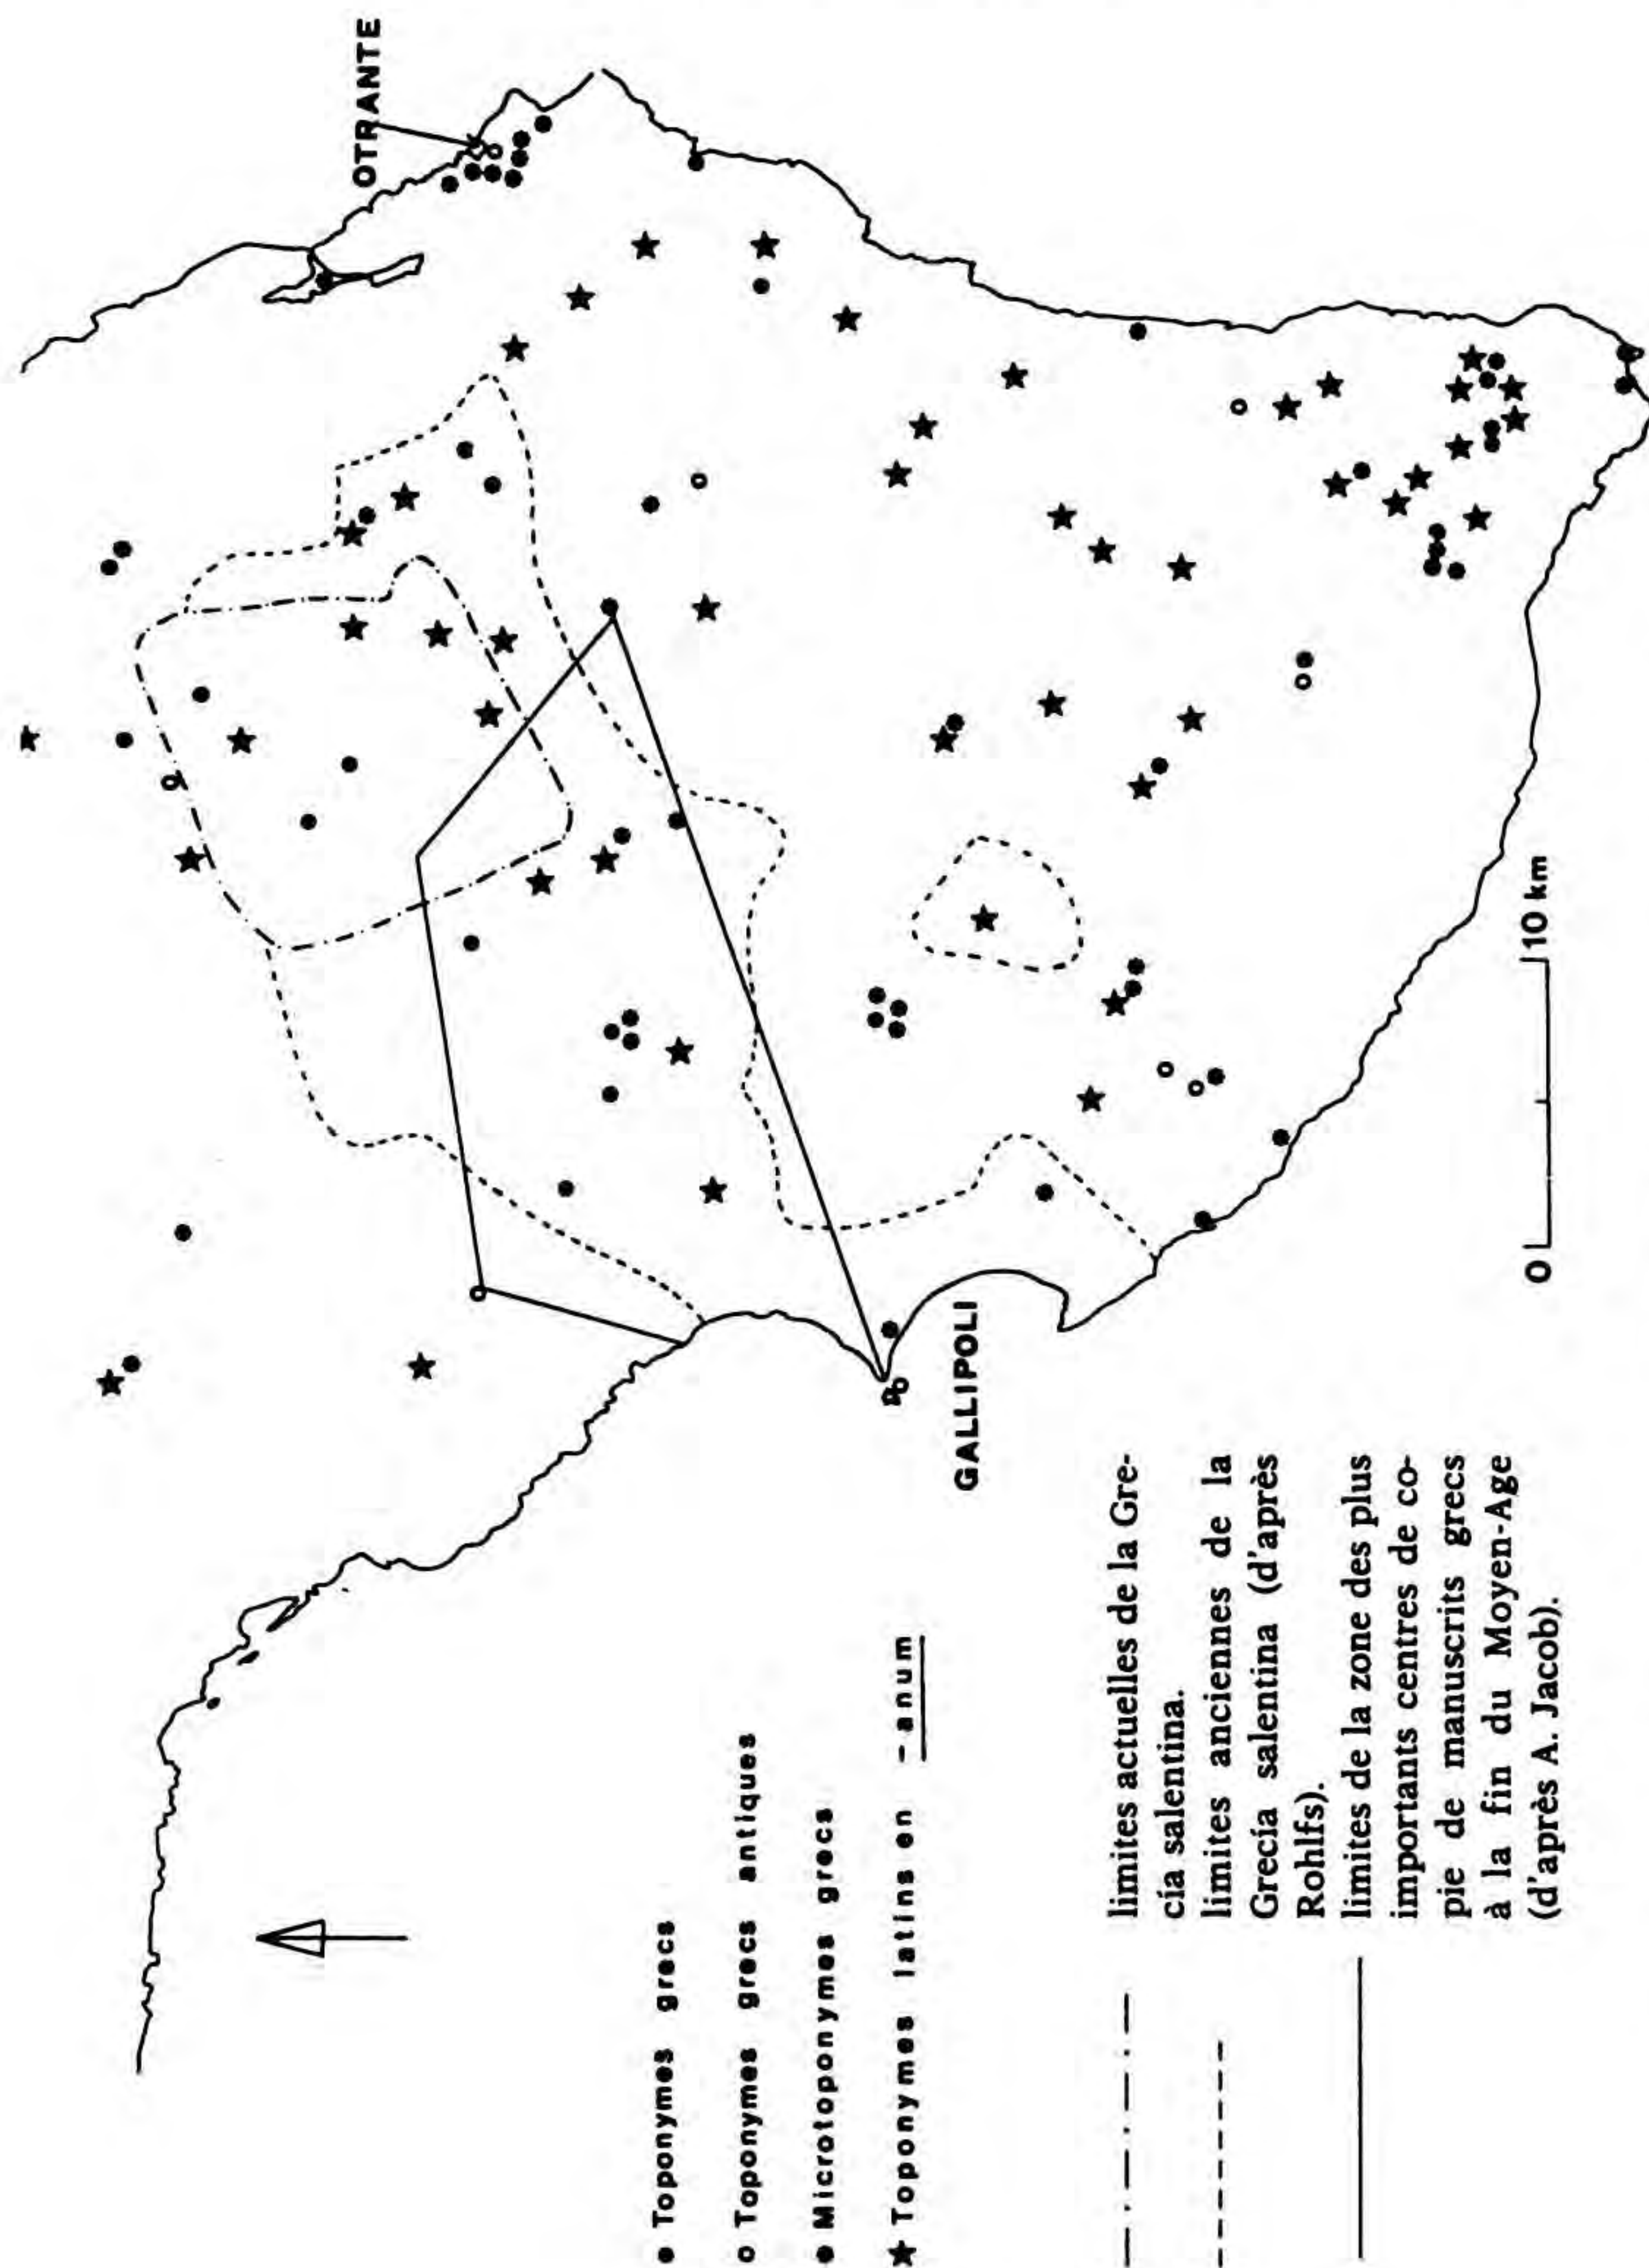 OTRANTE
GALLIPOLI
0
10 km
● Toponymes grecs
o Toponymes grecs antiques
● Microtoponymes grecs
★ Toponymes latins en -anum
limites actuelles de la Gre-
cía salentina.
limites anciennes de la
Grecía salentina (d'après
Rohlfs).
limites de la zone des plus
importants centres de co-
pie de manuscrits grecs
à la fin du Moyen-Age
(d'après A. Jacob).